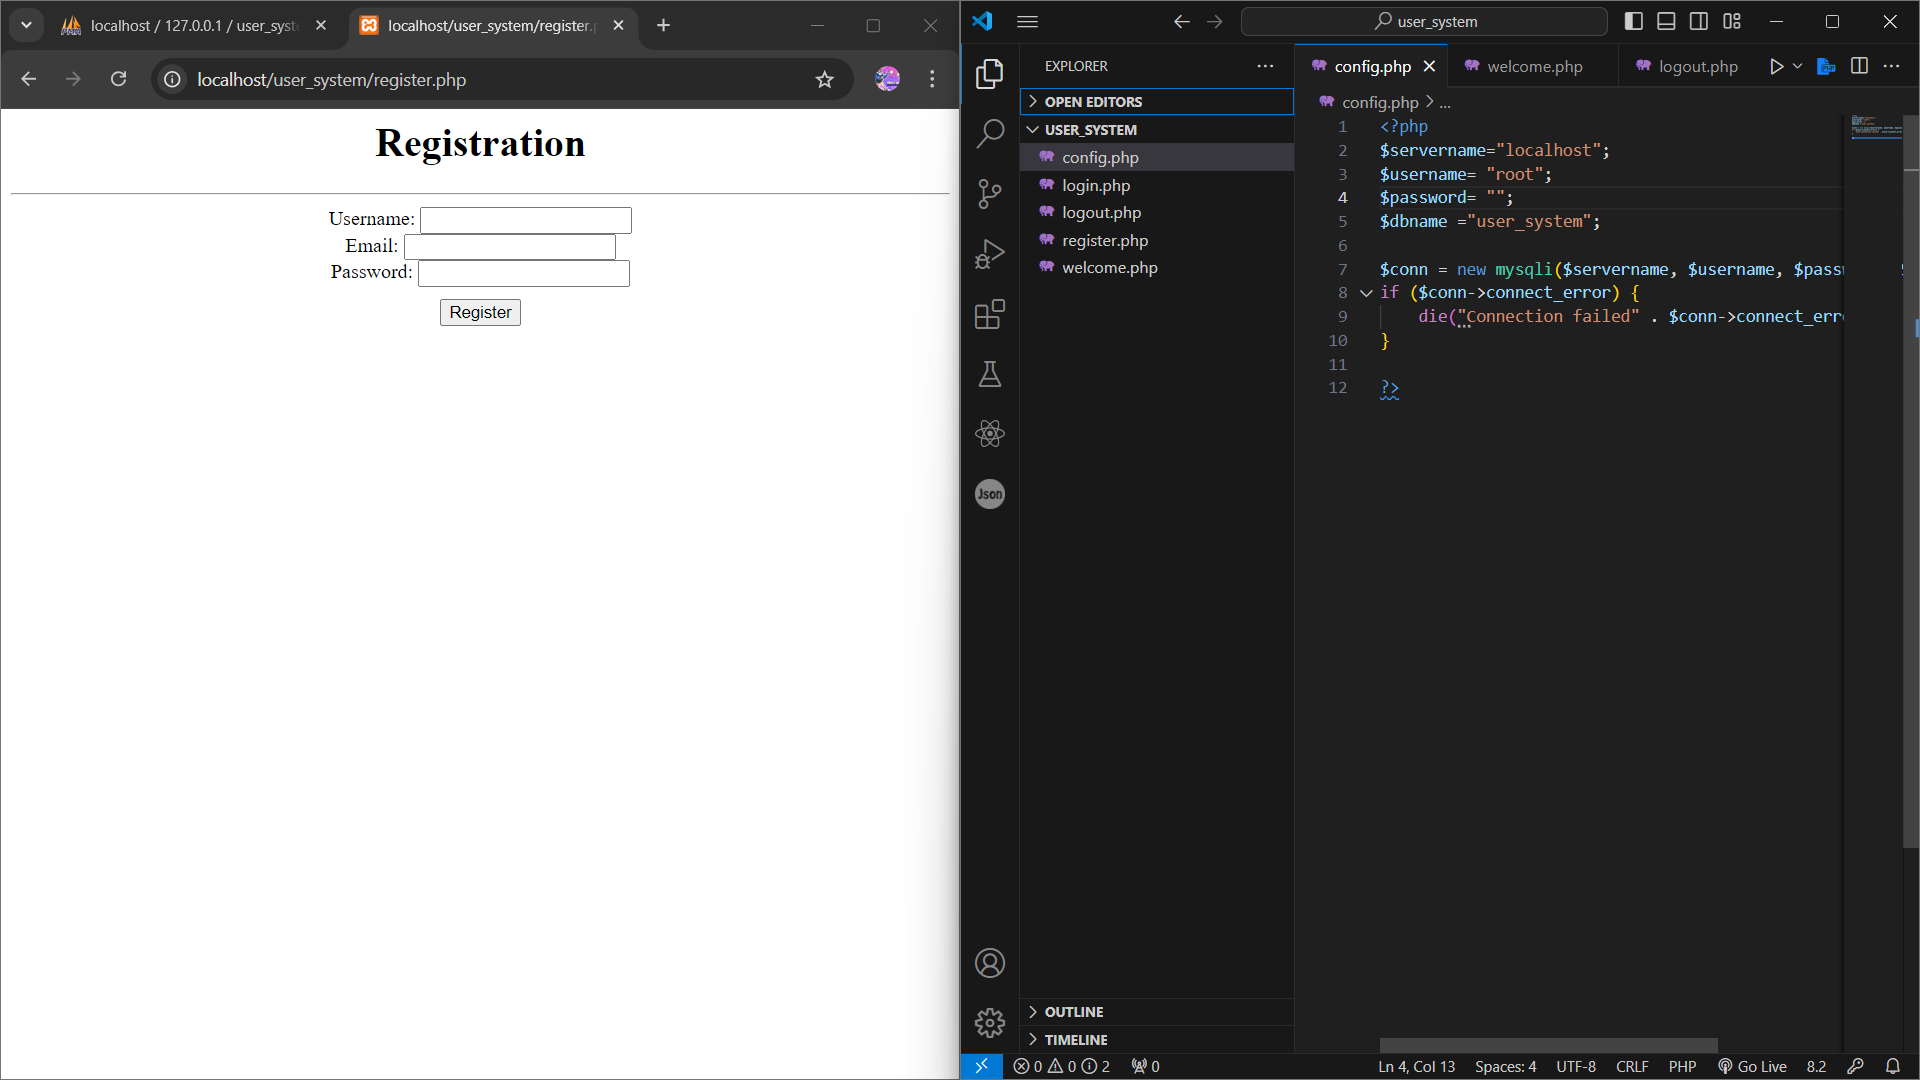 localhost / 127.0.0.1 / user_syst
localhost/user_system/register.p
localhost/user_system/register.php
Registration
Username:
Email:
Password:
Register
user_system
EXPLORER
OPEN EDITORS
USER_SYSTEM
config.php
login.php
logout.php
register.php
welcome.php
Json
OUTLINE
TIMELINE
config.php
welcome.php
logout.php
config.php > ...
1 <?php
2 $servername="localhost";
3 $username= "root";
4 $password= "";
5 $dbname ="user_system";
6
7 $conn = new mysqli($servername, $username, $passw
8 if ($conn->connect_error) {
9 die("Connection failed" . $conn->connect_erro
10 }
11
12 ?>
0 0 2 0
Ln 4, Col 13 Spaces: 4 UTF-8 CRLF PHP Go Live 8.2